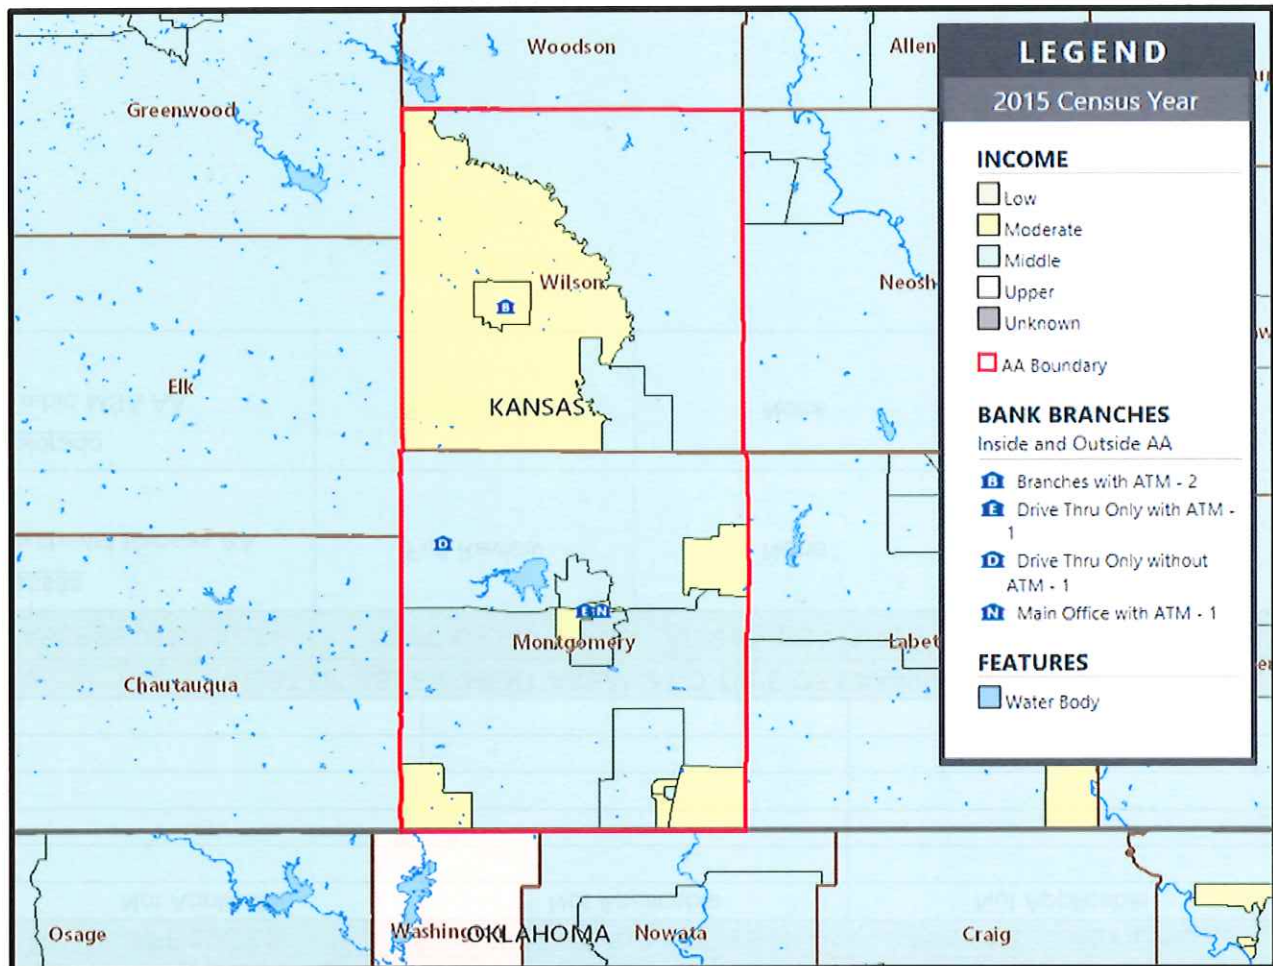 Woodson
Allen
Greenwood
Wilson
Neosh
Elk
KANSAS
Montgomery
Labet
Chautauqua
Osage
Washington
OKLAHOMA
Nowata
Craig
B
D
E N
LEGEND
2015 Census Year
INCOME
Low
Moderate
Middle
Upper
Unknown
AA Boundary
BANK BRANCHES
Inside and Outside AA
B Branches with ATM - 2
E Drive Thru Only with ATM -
1
D Drive Thru Only without
ATM - 1
N Main Office with ATM - 1
FEATURES
Water Body